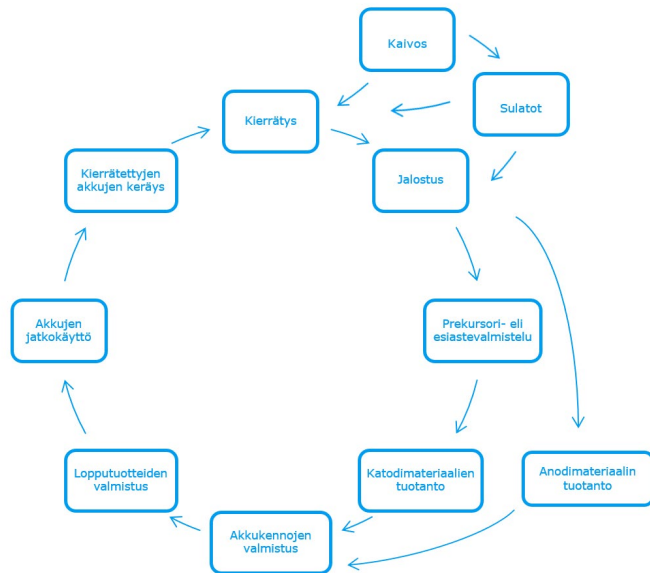 Kaivos
Sulatot
Kierrätys
Jalostus
Kierrätettyjen
akkujen keräys
Akkujen
jatkokäyttö
Prekursori- eli
esiastevalmistelu
Lopputuotteiden
valmistus
Katodimateriaalien
tuotanto
Anodimateriaalin
tuotanto
Akkukennojen
valmistus